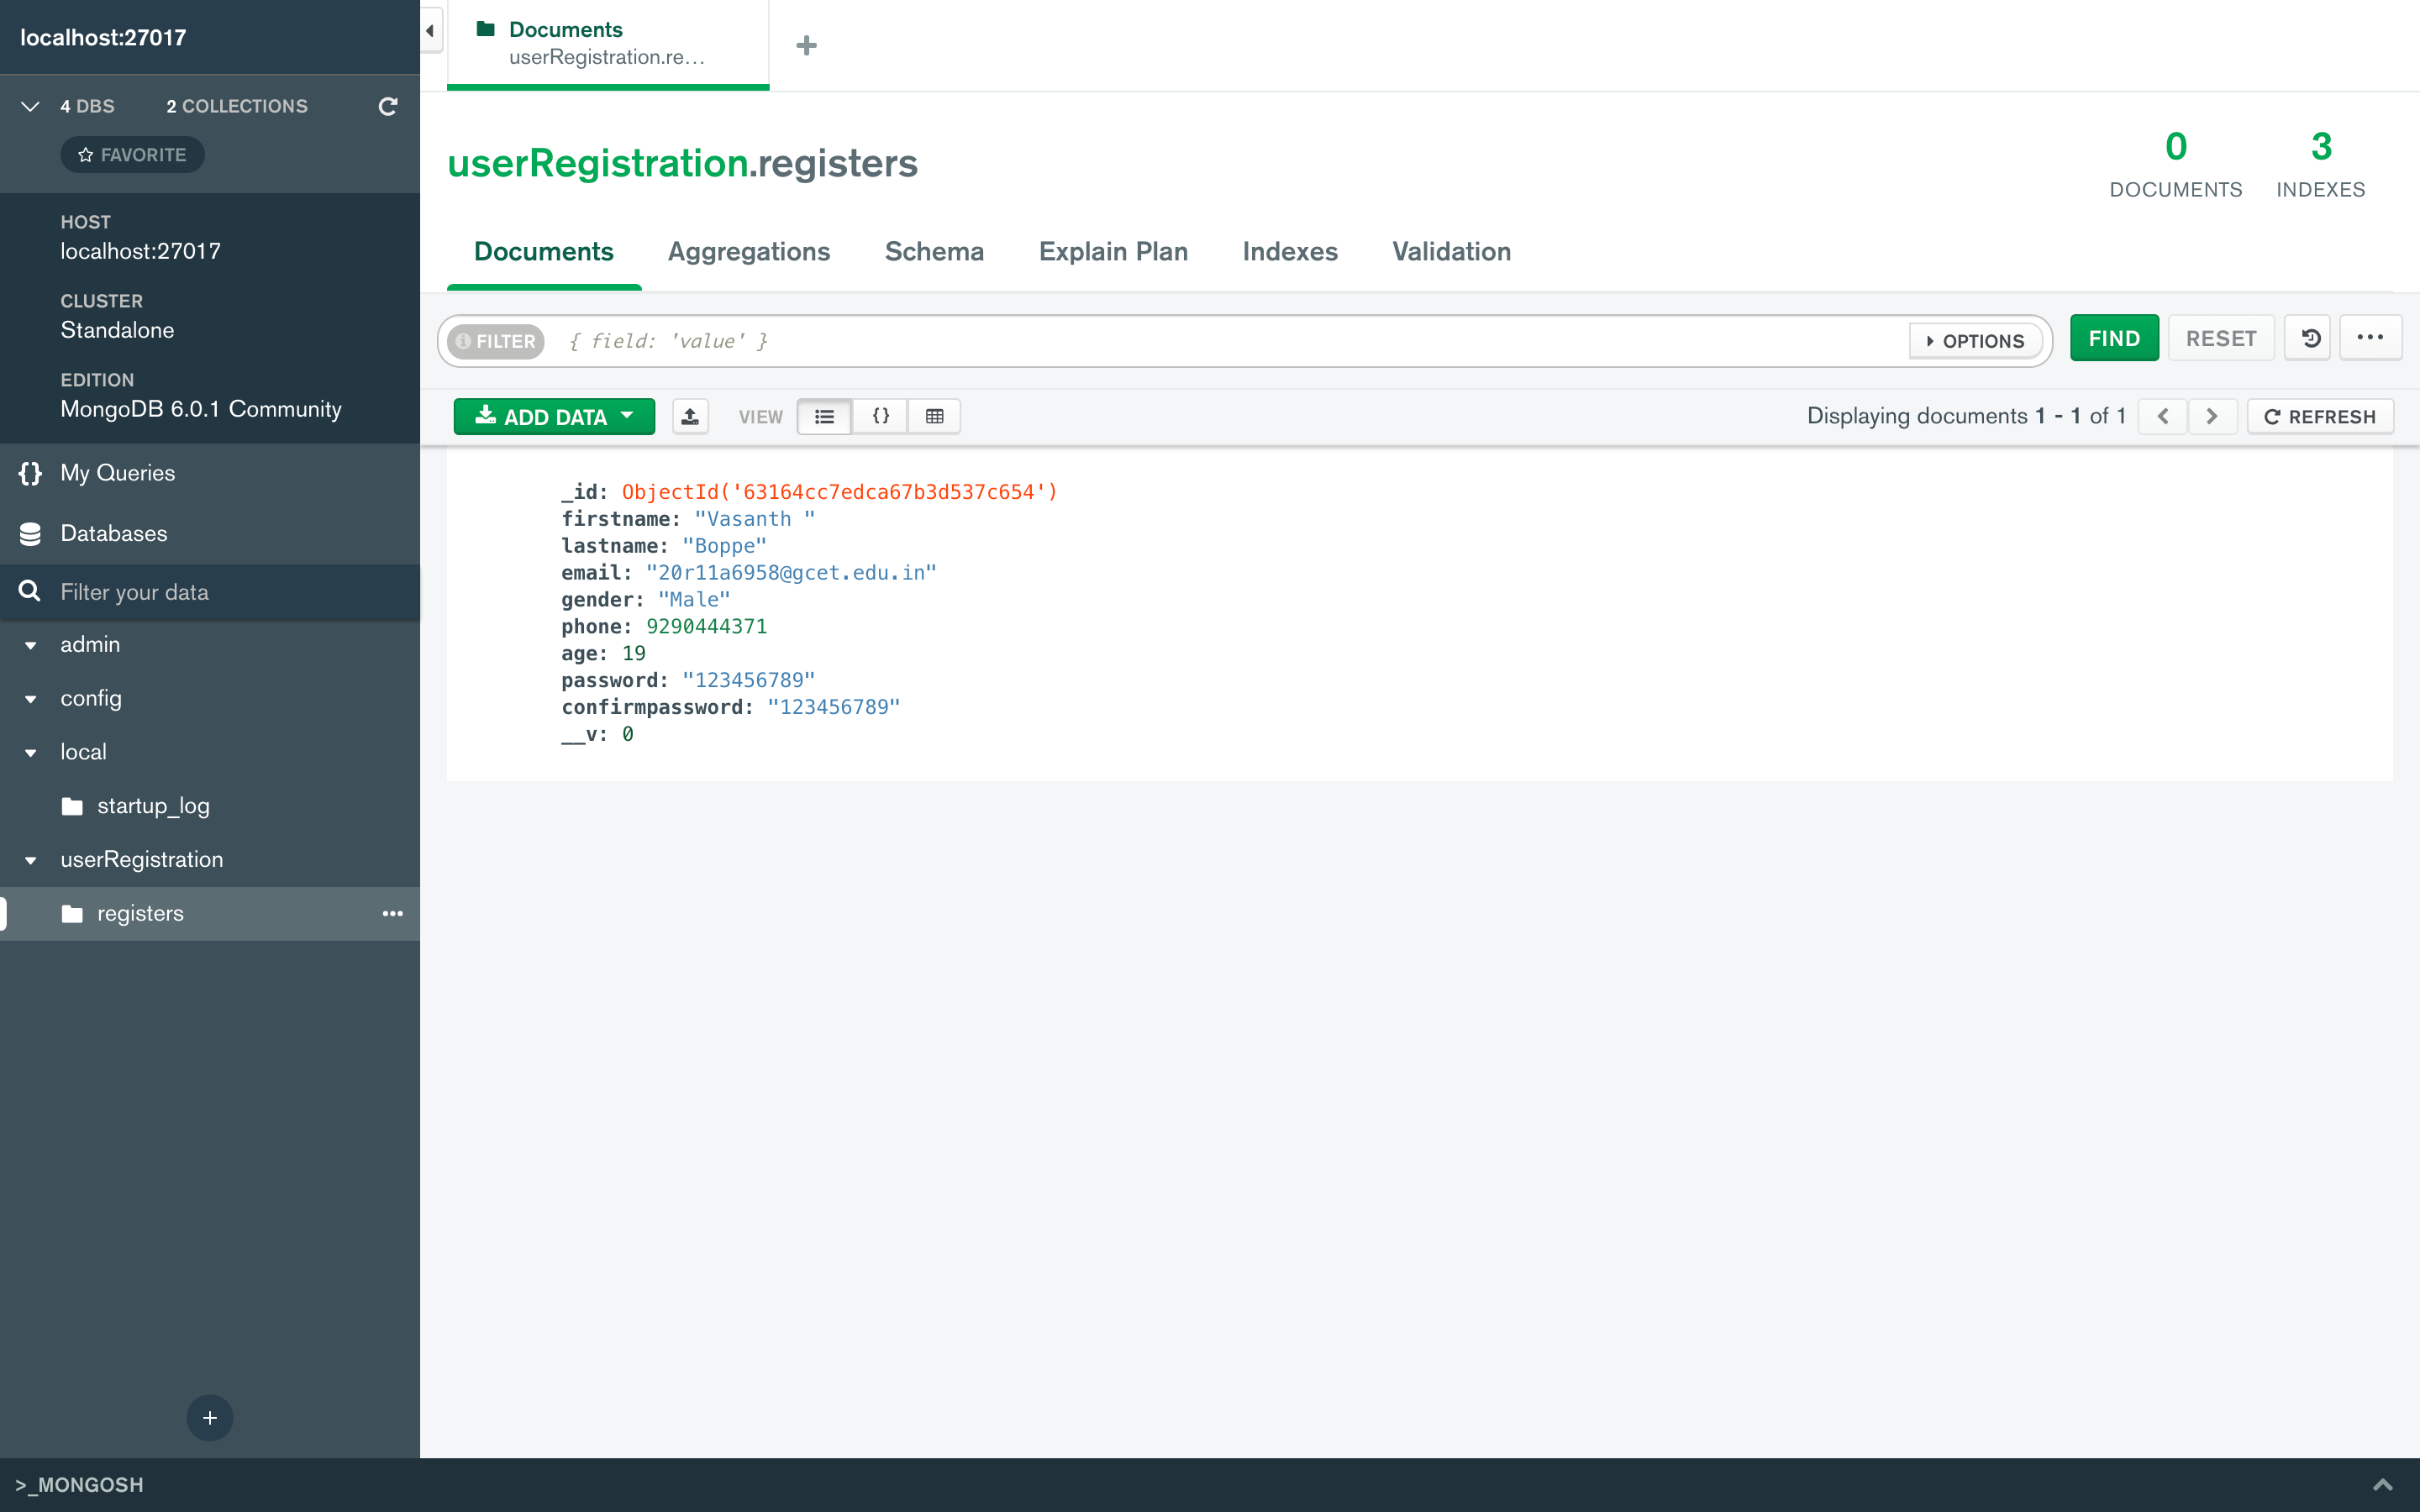 localhost:27017
4 DBS 2 COLLECTIONS
FAVORITE
HOST
localhost:27017
CLUSTER
Standalone
EDITION
MongoDB 6.0.1 Community
{} My Queries
Databases
Filter your data
admin
config
local
startup_log
userRegistration
registers
>_MONGOSH
Documents
userRegistration.re...
userRegistration.registers
0
DOCUMENTS
3
INDEXES
Documents Aggregations Schema Explain Plan Indexes Validation
FILTER { field: 'value' } OPTIONS FIND RESET
ADD DATA VIEW {} Displaying documents 1 - 1 of 1 REFRESH
_id: ObjectId('63164cc7edca67b3d537c654')
firstname: "Vasanth "
lastname: "Boppe"
email: "20r11a6958@gcet.edu.in"
gender: "Male"
phone: 9290444371
age: 19
password: "123456789"
confirmpassword: "123456789"
__v: 0